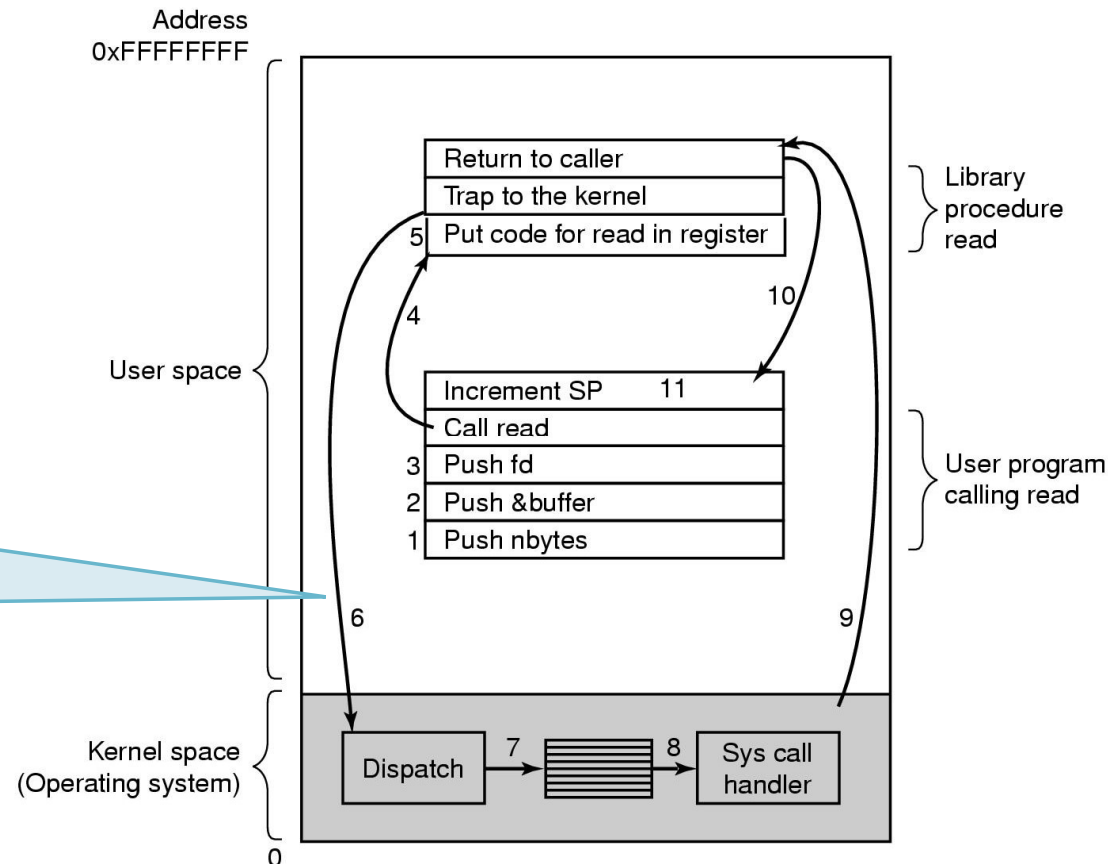 Address
0xFFFFFFFF
Return to caller
Trap to the kernel
5 Put code for read in register
Library
procedure
read
4
10
User space
Increment SP 11
Call read
3 Push fd
2 Push &buffer
1 Push nbytes
User program
calling read
6
9
Kernel space
(Operating system)
Dispatch
7
8
Sys call
handler
0